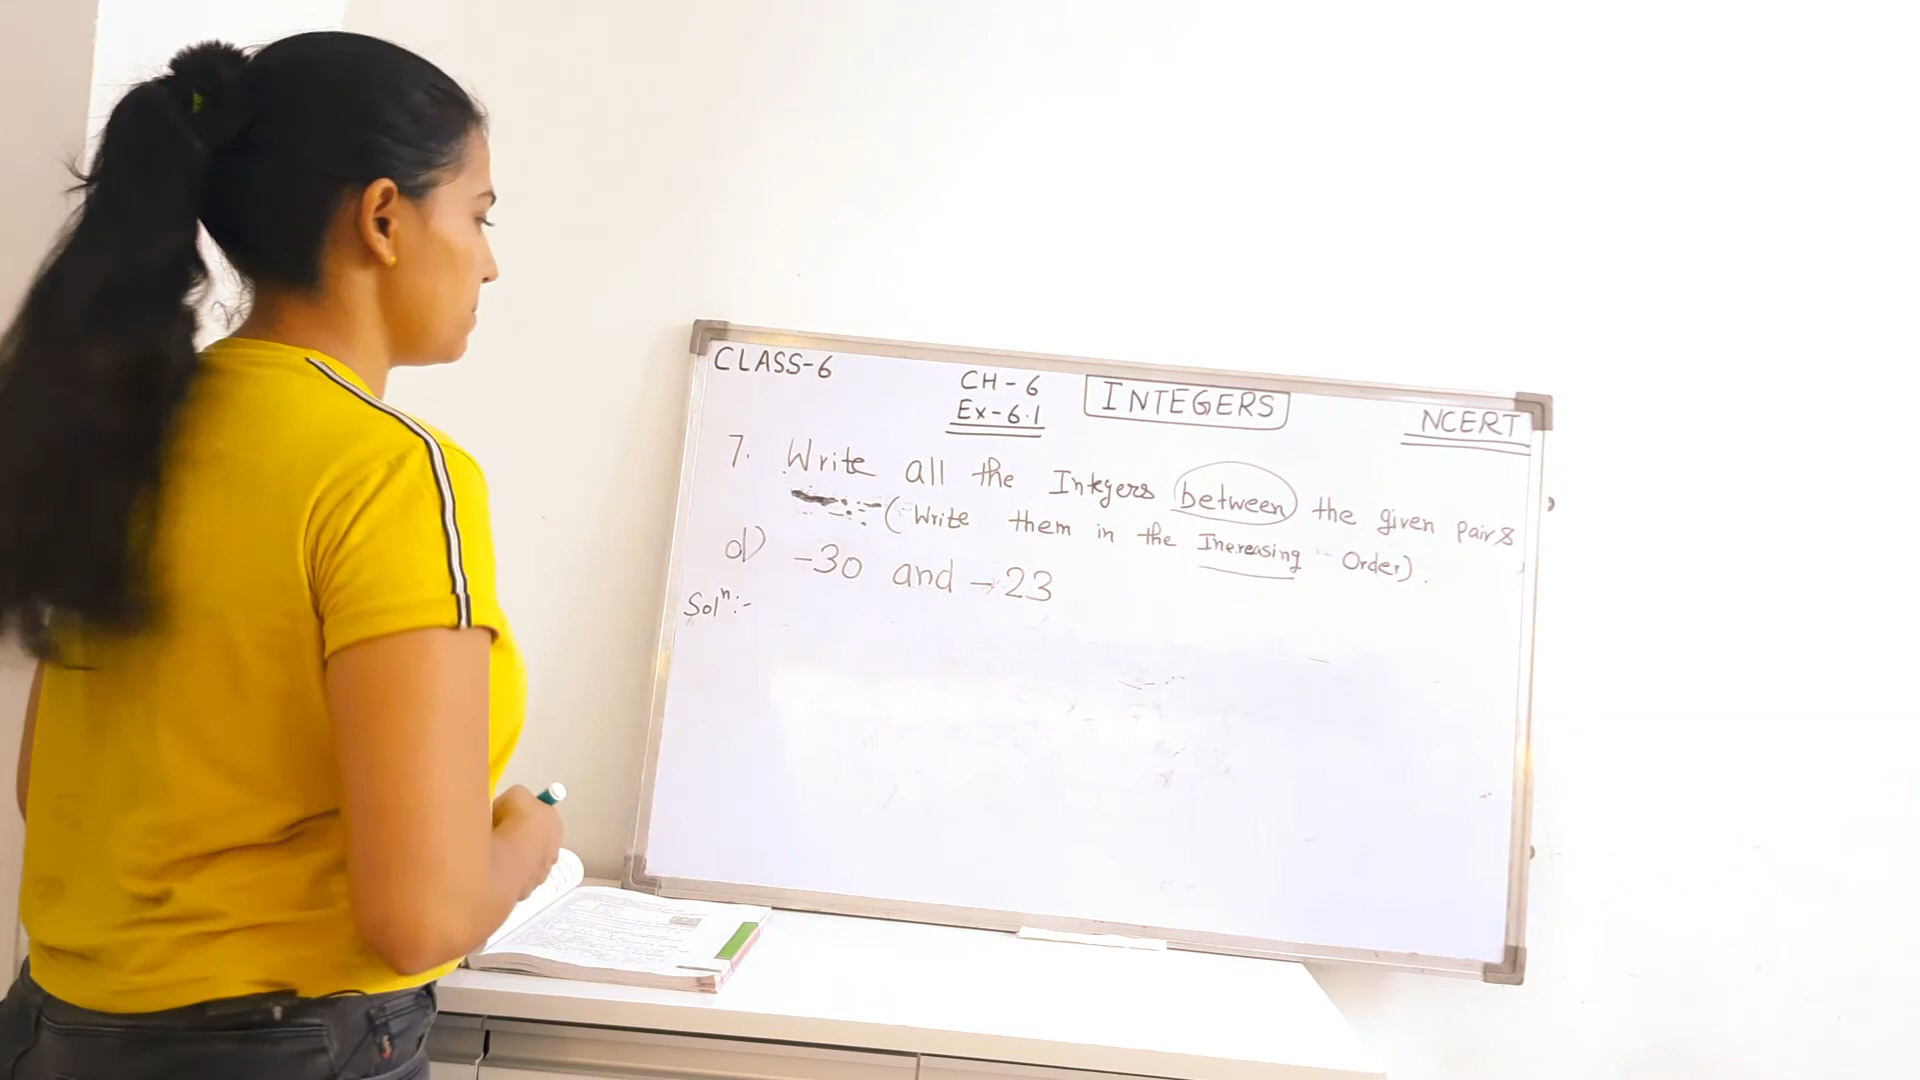 CLASS-6
CH-6
Ex-6.1
INTEGERS
NCERT
7. Write all the Integers between the given pairs
(Write them in the Increasing Order).
d) -30 and -23
Solⁿ:-